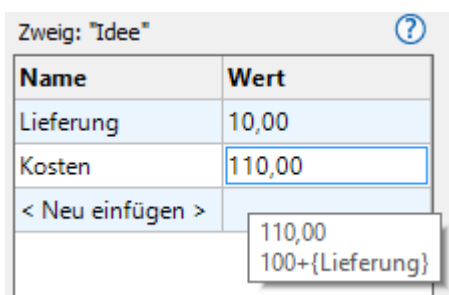 Zweig: "Idee" ?
Name Wert
Lieferung 10,00
Kosten 110,00
< Neu einfügen >
110,00
100+{Lieferung}